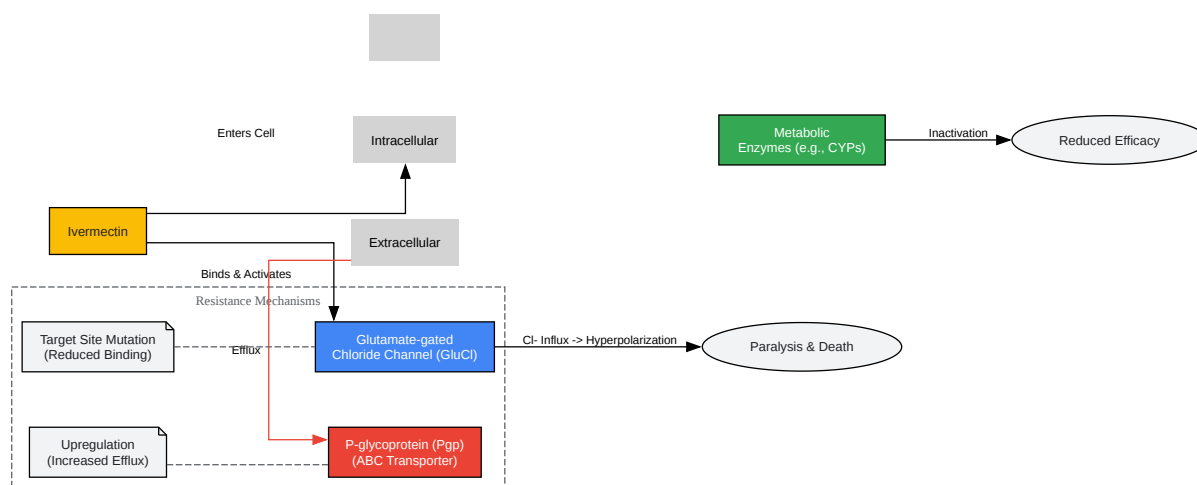 Enters Cell
Intracellular
Metabolic
Enzymes (e.g., CYPs)
Inactivation
Reduced Efficacy
Ivermectin
Extracellular
Binds & Activates
Resistance Mechanisms
Target Site Mutation
(Reduced Binding)
Efflux
Glutamate-gated
Chloride Channel (GluCl)
Cl- Influx -> Hyperpolarization
Paralysis & Death
Upregulation
(Increased Efflux)
P-glycoprotein (Pgp)
(ABC Transporter)